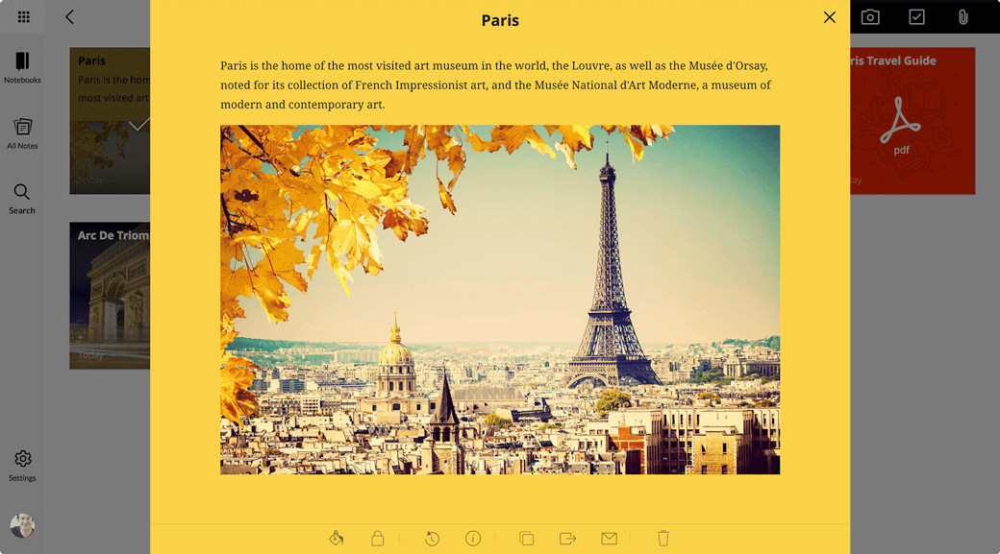 Paris
Paris is the home of the most visited art museum in the world, the Louvre, as well as the Musée d'Orsay,
noted for its collection of French Impressionist art, and the Musée National d'Art Moderne, a museum of
modern and contemporary art.
Notebooks
All Notes
Search
Settings
Paris
Paris is the hom
most visited art
Today
Arc De Triom
Today
ris Travel Guide
pdf
day